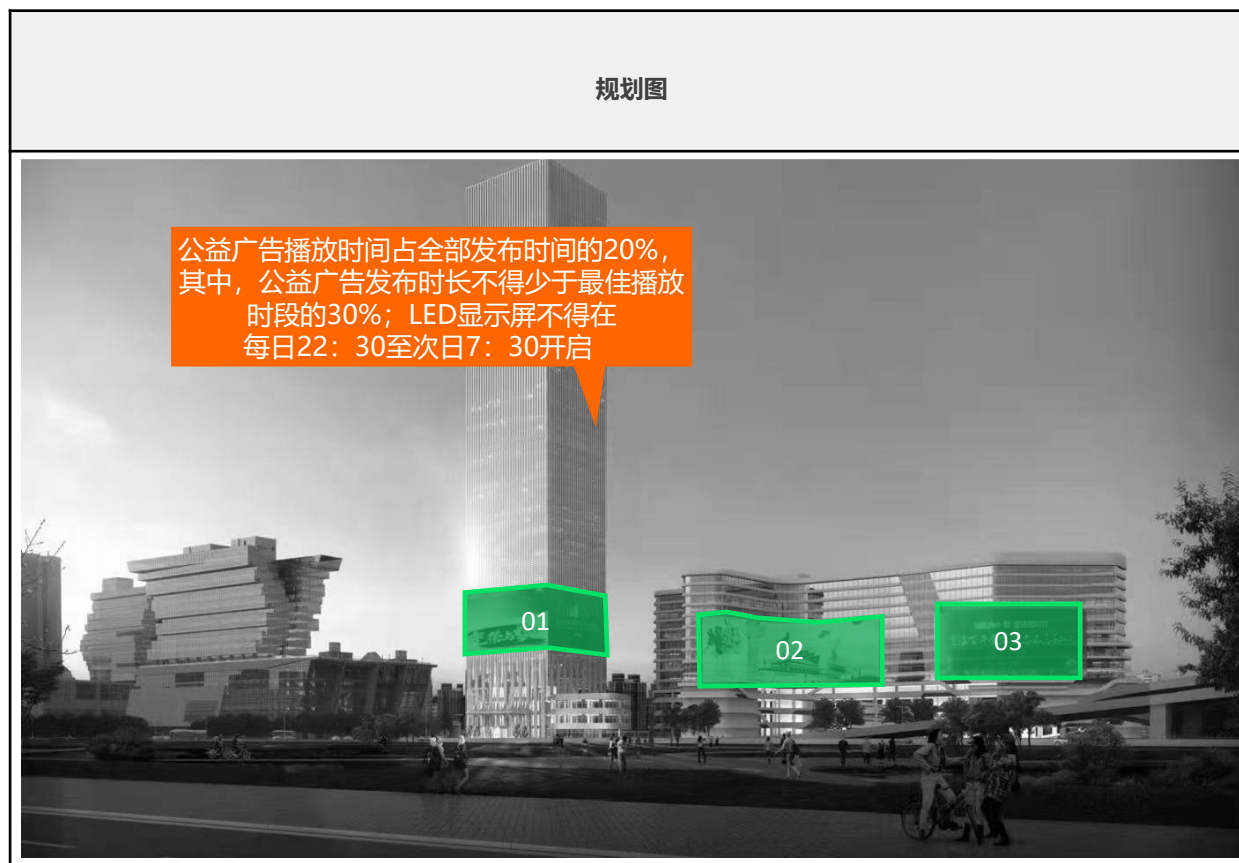 规划图
公益广告播放时间占全部发布时间的20%，
其中，公益广告发布时长不得少于最佳播放
时段的30%；LED显示屏不得在
每日22：30至次日7：30开启
01
02
03